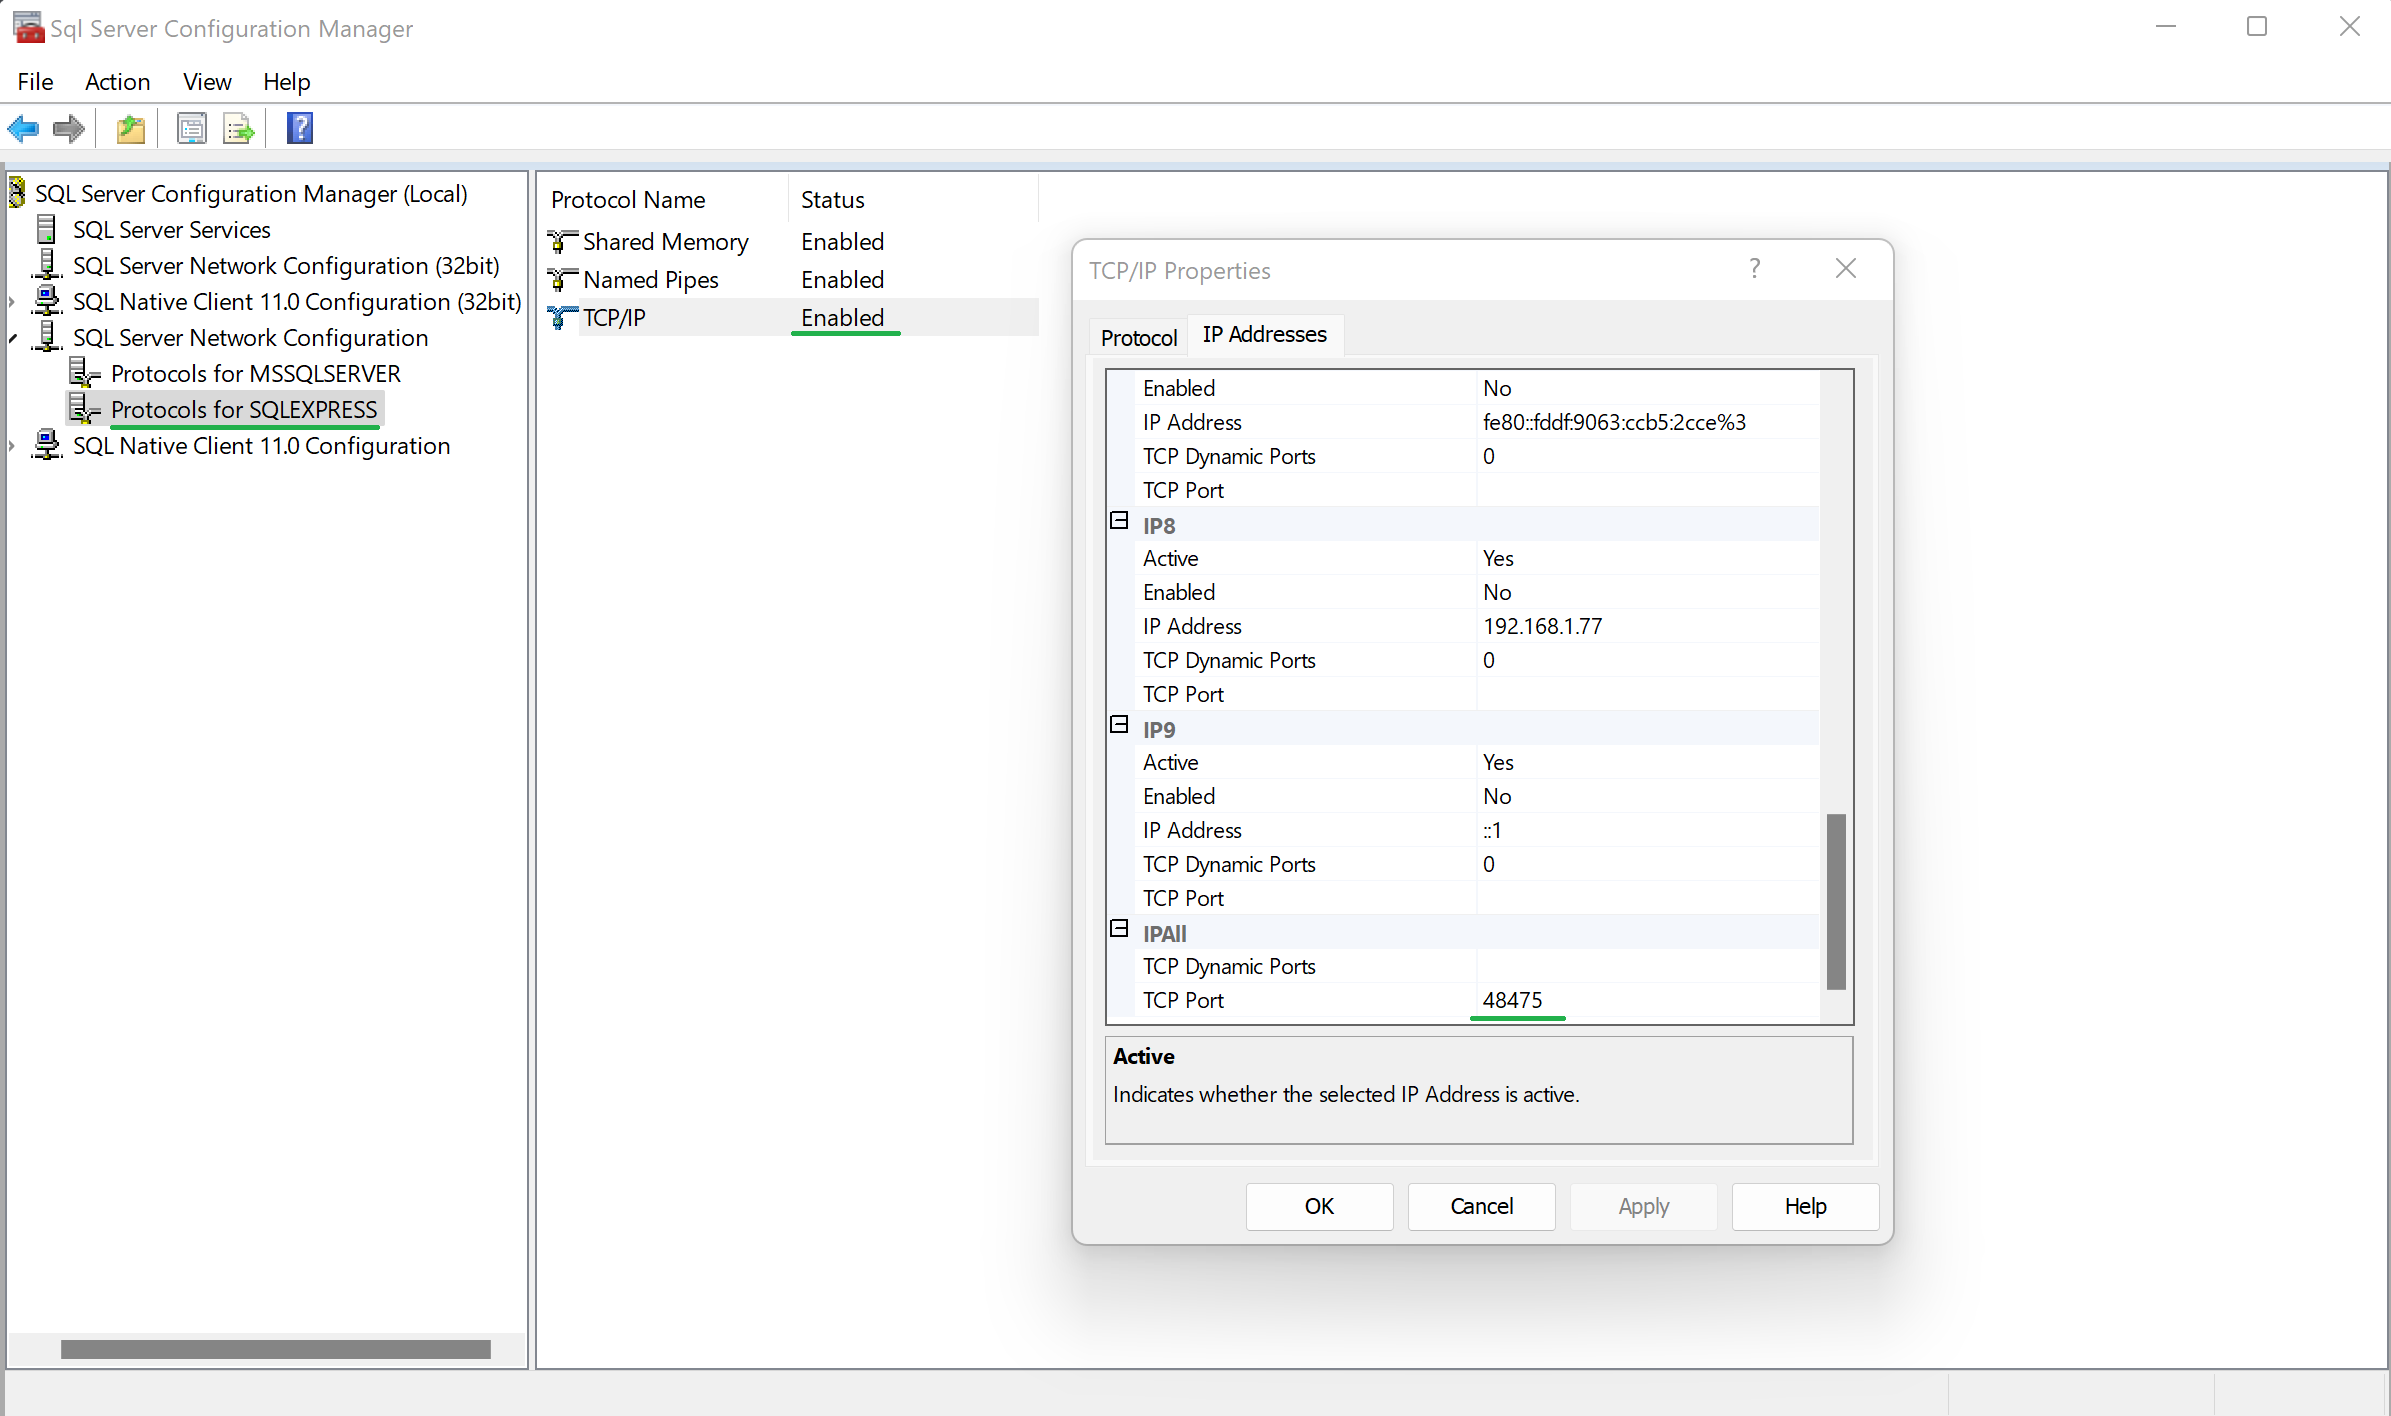 Sql Server Configuration Manager
File Action View Help
SQL Server Configuration Manager (Local)
SQL Server Services
SQL Server Network Configuration (32bit)
SQL Native Client 11.0 Configuration (32bit)
SQL Server Network Configuration
Protocols for MSSQLSERVER
Protocols for SQLEXPRESS
SQL Native Client 11.0 Configuration
Protocol Name Status
Shared Memory Enabled
Named Pipes Enabled
TCP/IP Enabled
TCP/IP Properties
Protocol IP Addresses
Enabled No
IP Address fe80::fddf:9063:ccb5:2cce%3
TCP Dynamic Ports 0
TCP Port
IP8
Active Yes
Enabled No
IP Address 192.168.1.77
TCP Dynamic Ports 0
TCP Port
IP9
Active Yes
Enabled No
IP Address ::1
TCP Dynamic Ports 0
TCP Port
IPAll
TCP Dynamic Ports
TCP Port 48475
Active
Indicates whether the selected IP Address is active.
OK Cancel Apply Help